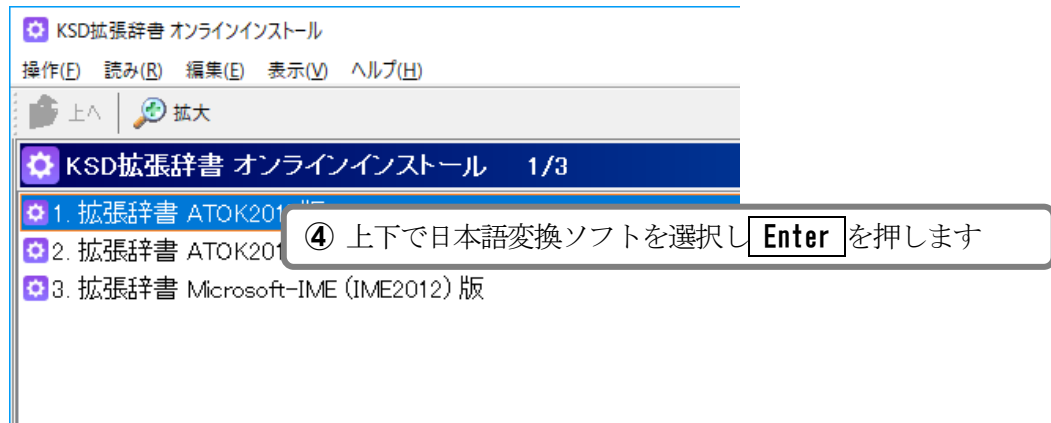 KSD拡張辞書 オンラインインストール
操作(F) 読み(R) 編集(E) 表示(V) ヘルプ(H)
上へ 拡大
KSD拡張辞書 オンラインインストール 1/3
1. 拡張辞書 ATOK201
④ 上下で日本語変換ソフトを選択し Enter を押します
2. 拡張辞書 ATOK201
3. 拡張辞書 Microsoft-IME (IME2012) 版